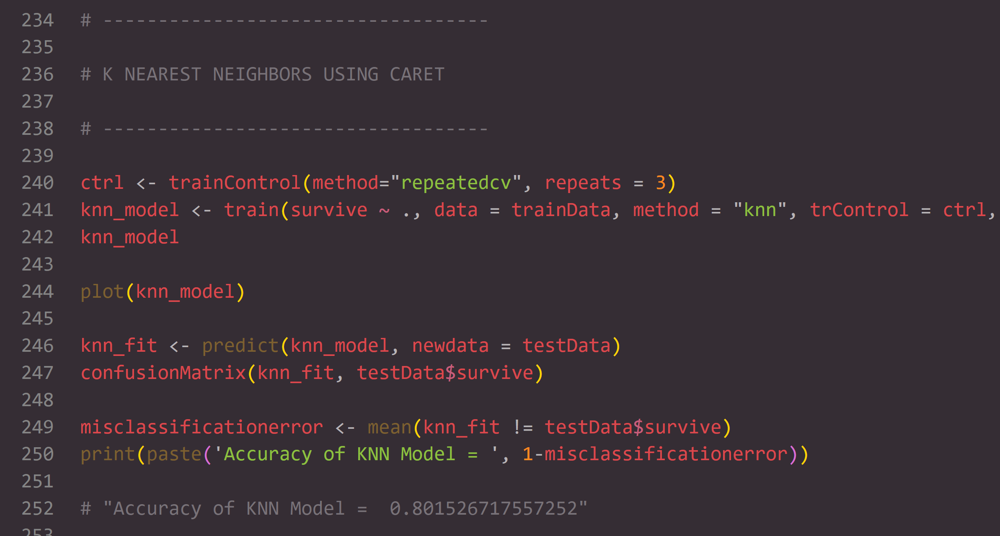 234 # -----------------------------------
235
236 # K NEAREST NEIGHBORS USING CARET
237
238 # -----------------------------------
239
240 ctrl <- trainControl(method="repeatedcv", repeats = 3)
241 knn_model <- train(survive ~ ., data = trainData, method = "knn", trControl = ctrl,
242 knn_model
243
244 plot(knn_model)
245
246 knn_fit <- predict(knn_model, newdata = testData)
247 confusionMatrix(knn_fit, testData$survive)
248
249 misclassificationerror <- mean(knn_fit != testData$survive)
250 print(paste('Accuracy of KNN Model = ', 1-misclassificationerror))
251
252 # "Accuracy of KNN Model =  0.801526717557252"
253